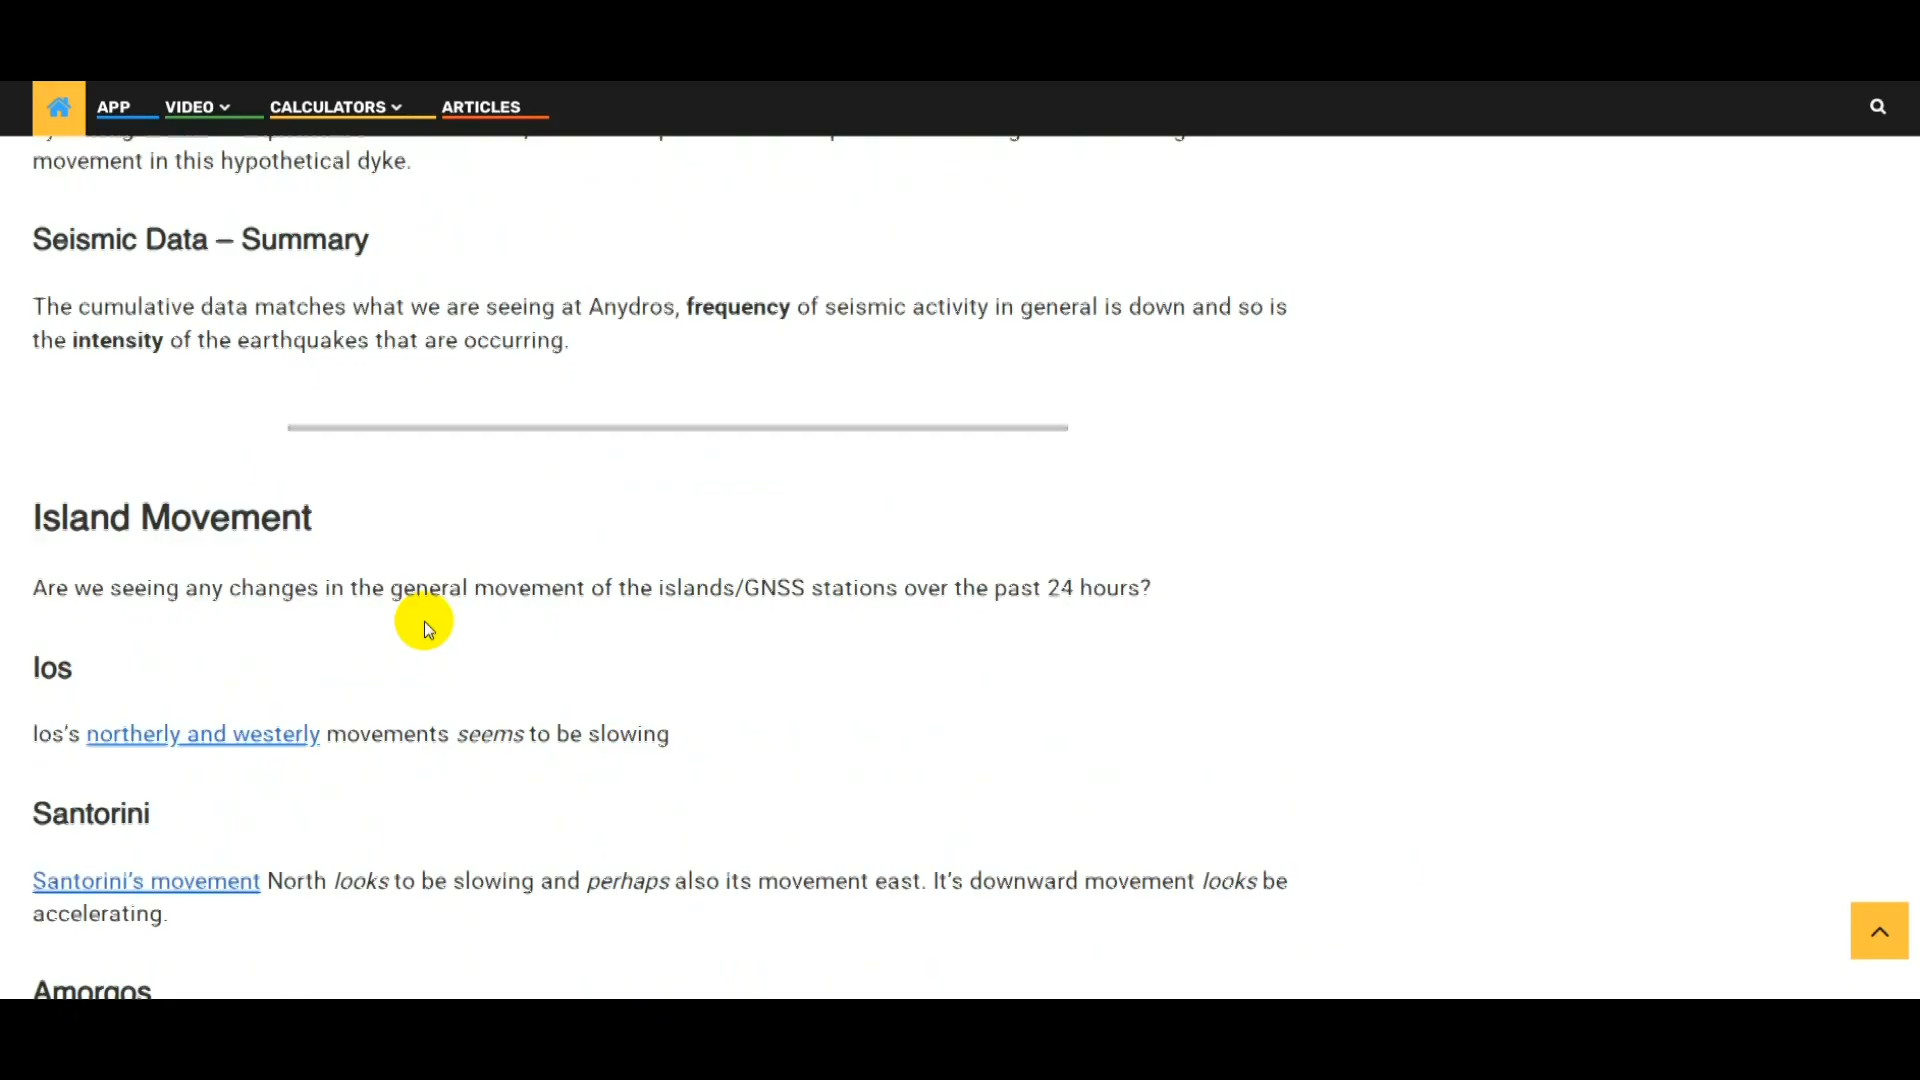 APP VIDEO CALCULATORS ARTICLES
movement in this hypothetical dyke.
Seismic Data – Summary
The cumulative data matches what we are seeing at Anydros, frequency of seismic activity in general is down and so is
the intensity of the earthquakes that are occurring.
Island Movement
Are we seeing any changes in the general movement of the islands/GNSS stations over the past 24 hours?
Ios
Ios's northerly and westerly movements seems to be slowing
Santorini
Santorini's movement North looks to be slowing and perhaps also its movement east. It's downward movement looks be
accelerating.
Amorgos